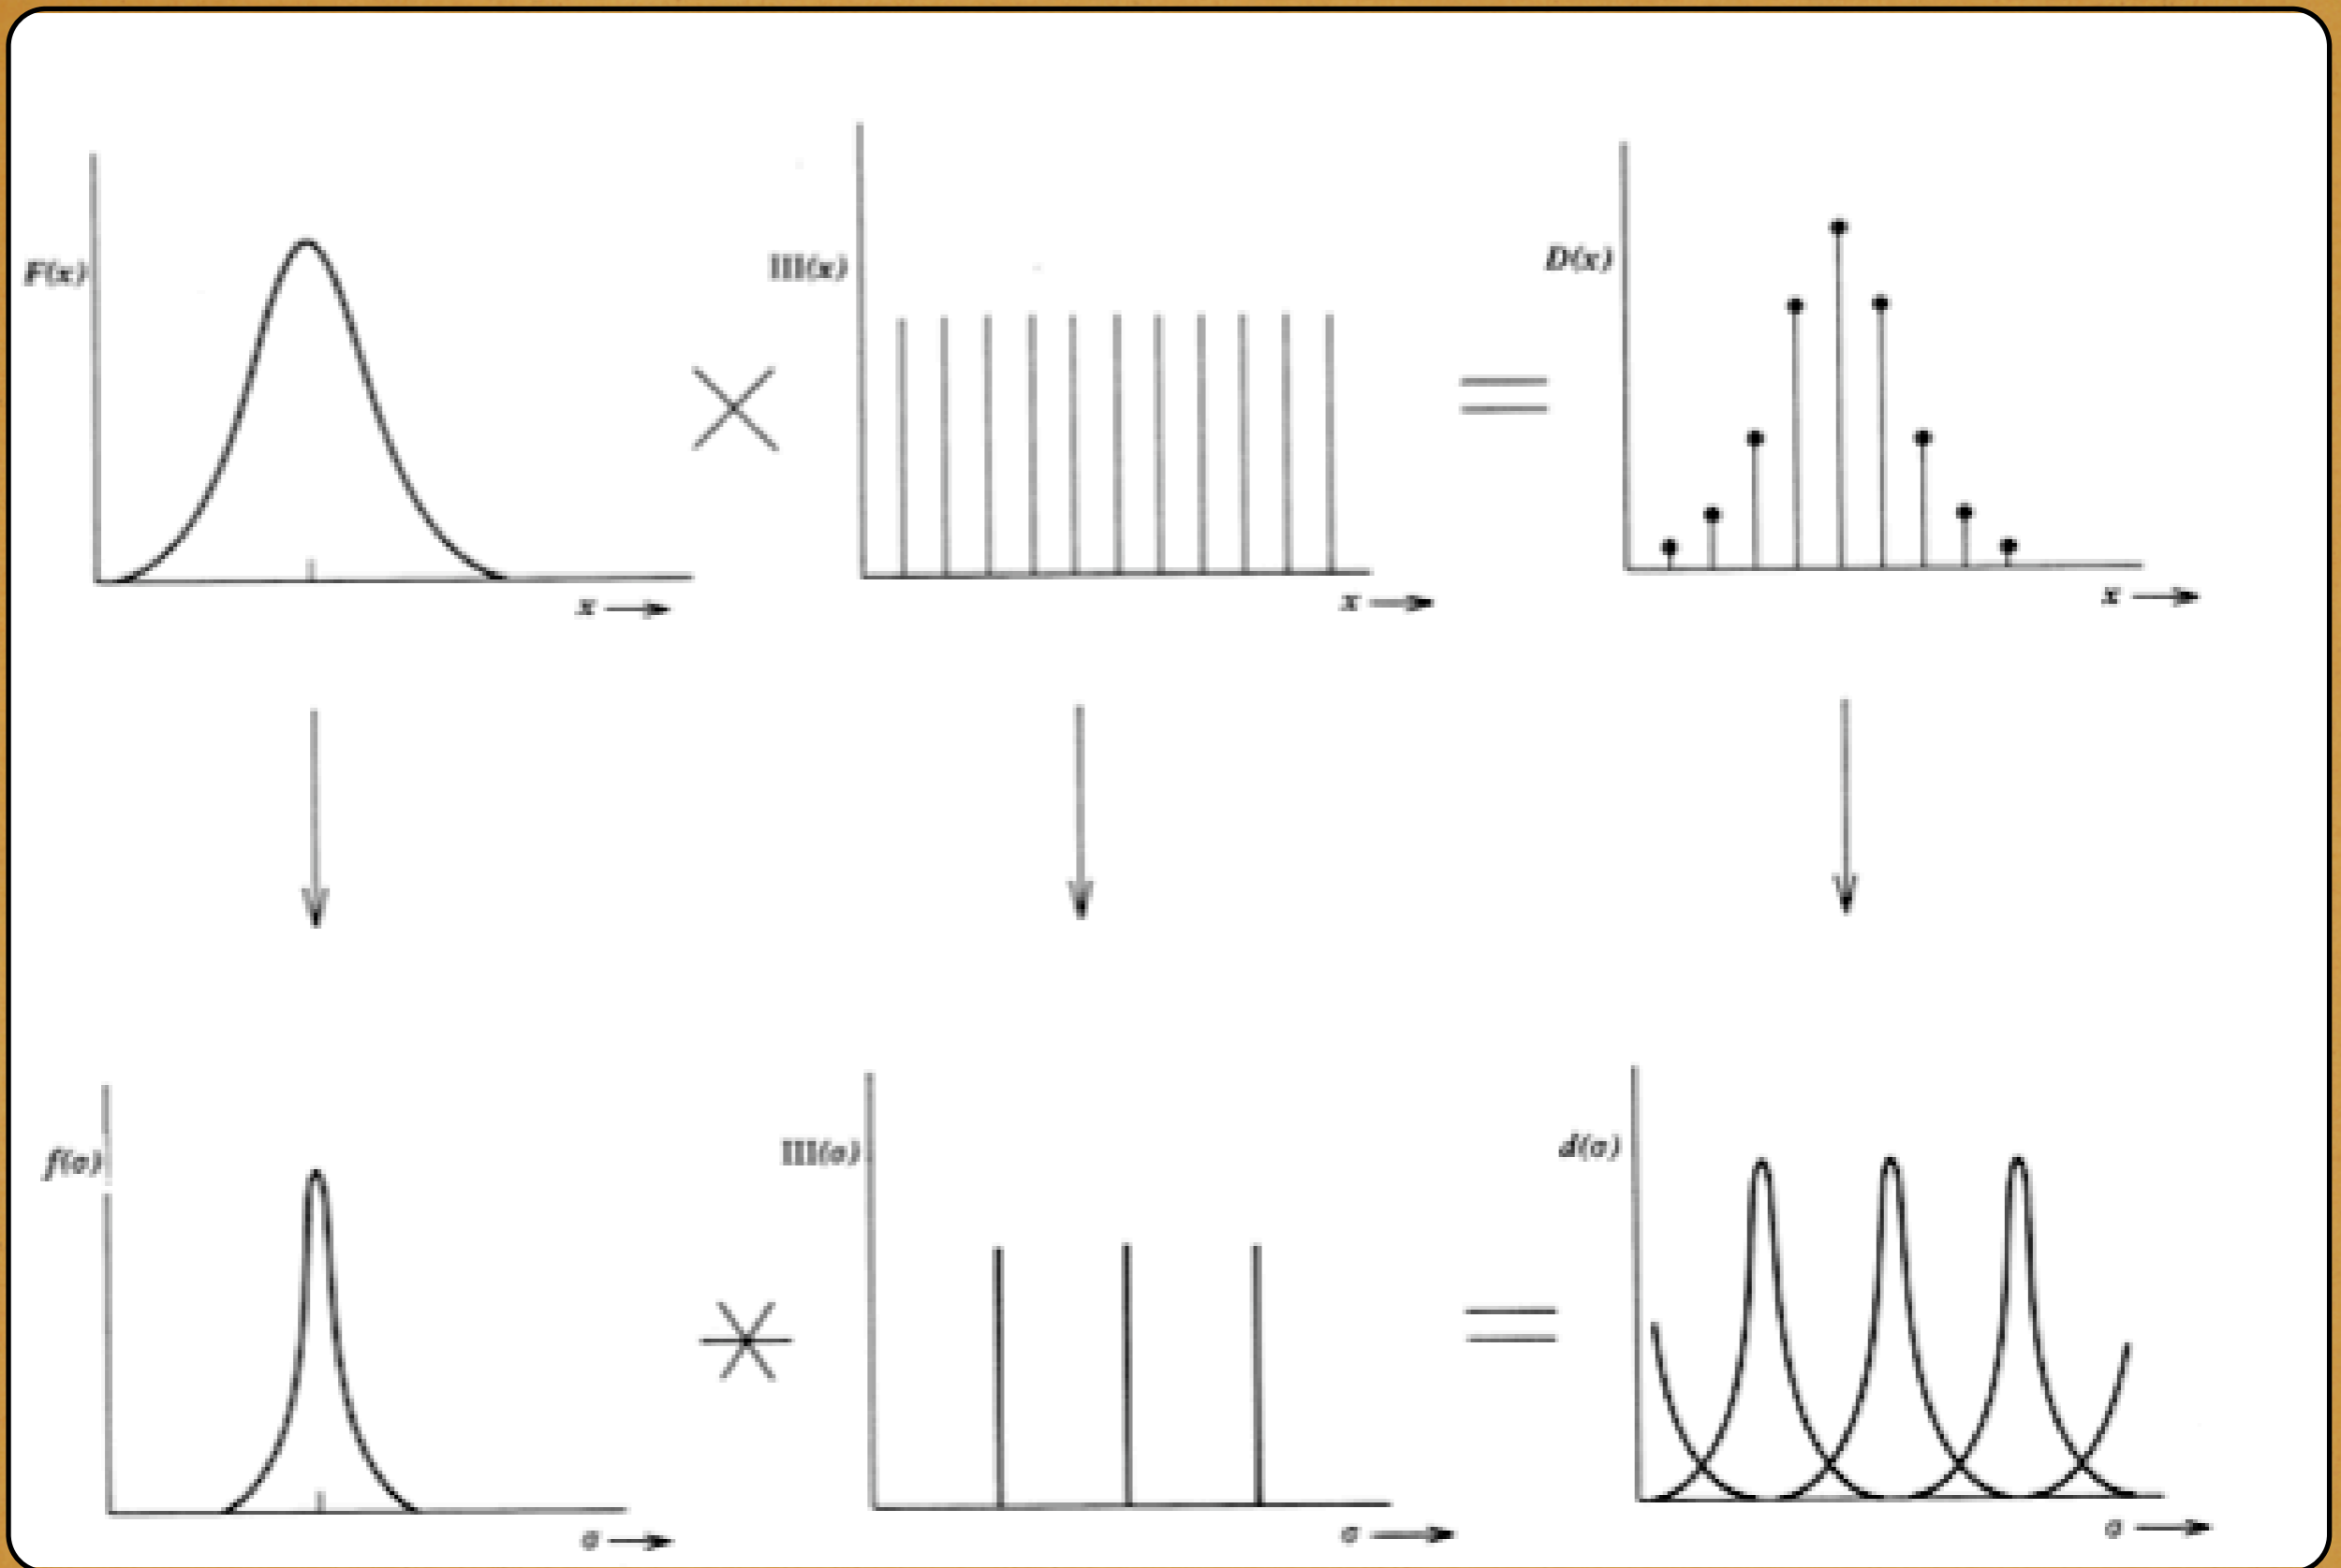 F(x)
III(x)
D(x)
×
=
x →
x →
x →
f(σ)
III(σ)
d(σ)
*
=
σ →
σ →
σ →